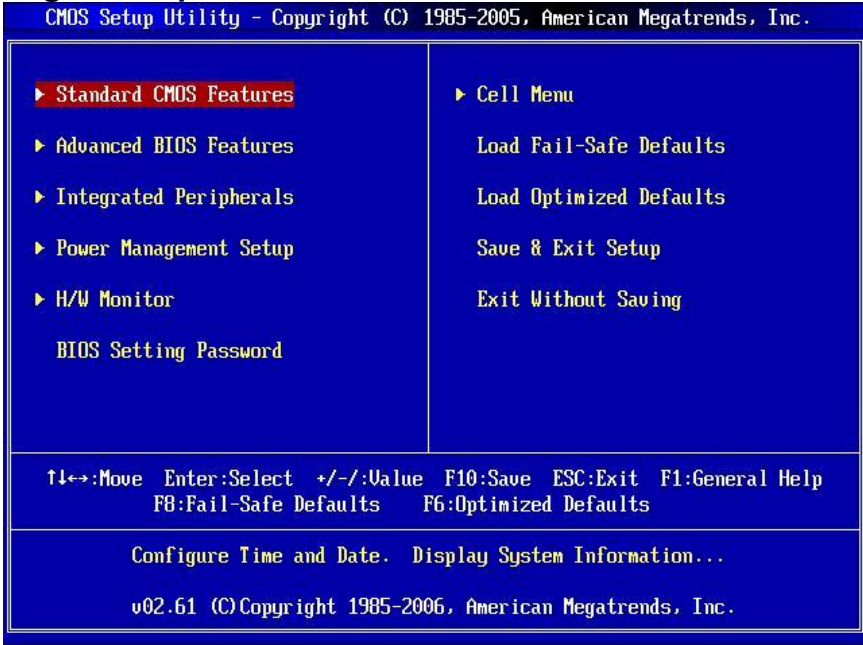 CMOS Setup Utility - Copyright (C) 1985-2005, American Megatrends, Inc.
▶ Standard CMOS Features
▶ Advanced BIOS Features
▶ Integrated Peripherals
▶ Power Management Setup
▶ H/W Monitor
BIOS Setting Password
▶ Cell Menu
Load Fail-Safe Defaults
Load Optimized Defaults
Save & Exit Setup
Exit Without Saving
↑↓←→:Move Enter:Select +/-/:Value F10:Save ESC:Exit F1:General Help
F8:Fail-Safe Defaults F6:Optimized Defaults
Configure Time and Date. Display System Information...
v02.61 (C)Copyright 1985-2006, American Megatrends, Inc.